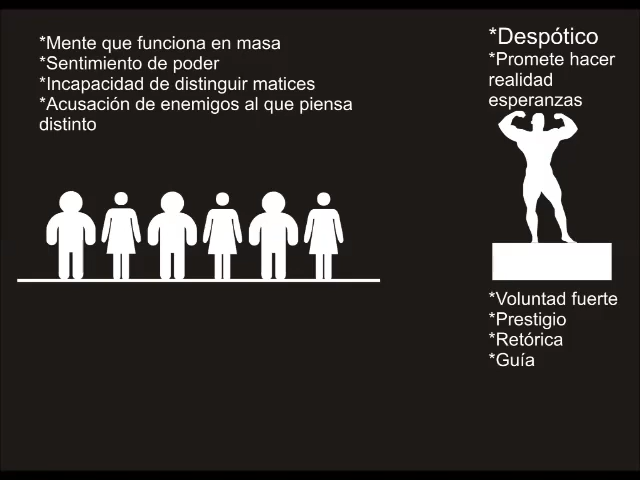 *Mente que funciona en masa
*Sentimiento de poder
*Incapacidad de distinguir matices
*Acusación de enemigos al que piensa
distinto
*Despótico
*Promete hacer
realidad
esperanzas
*Voluntad fuerte
*Prestigio
*Retórica
*Guía